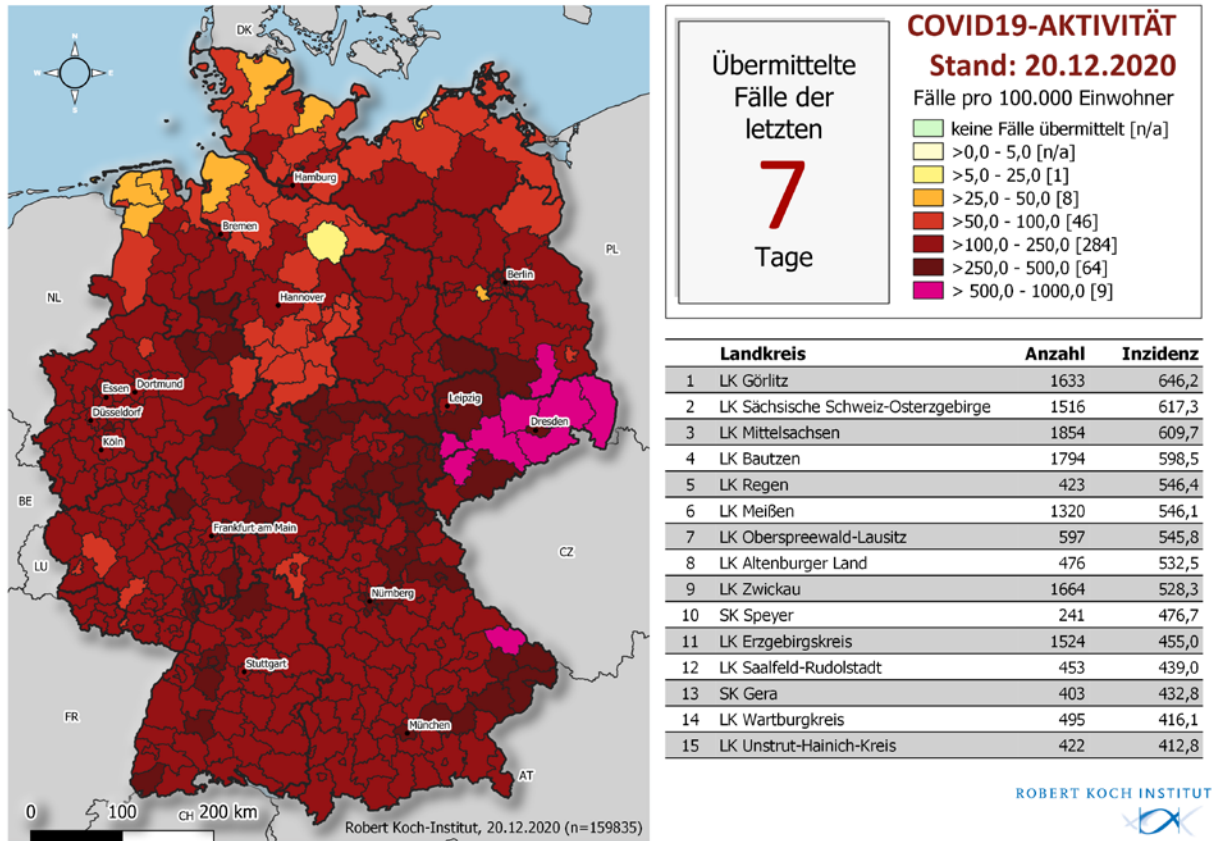 DK
N
W
E
S
Hamburg
Bremen
PL
Berlin
NL
Hannover
Essen
Dortmund
Düsseldorf
Leipzig
Dresden
Köln
BE
Frankfurt am Main
LU
CZ
Nürnberg
Stuttgart
FR
München
AT
0 100 CH 200 km
Robert Koch-Institut, 20.12.2020 (n=159835)
Übermittelte
Fälle der
letzten
7
Tage
COVID19-AKTIVITÄT
Stand: 20.12.2020
Fälle pro 100.000 Einwohner
keine Fälle übermittelt [n/a]
>0,0 - 5,0 [n/a]
>5,0 - 25,0 [1]
>25,0 - 50,0 [8]
>50,0 - 100,0 [46]
>100,0 - 250,0 [284]
>250,0 - 500,0 [64]
> 500,0 - 1000,0 [9]
Landkreis Anzahl Inzidenz
1 LK Görlitz 1633 646,2
2 LK Sächsische Schweiz-Osterzgebirge 1516 617,3
3 LK Mittelsachsen 1854 609,7
4 LK Bautzen 1794 598,5
5 LK Regen 423 546,4
6 LK Meißen 1320 546,1
7 LK Oberspreewald-Lausitz 597 545,8
8 LK Altenburger Land 476 532,5
9 LK Zwickau 1664 528,3
10 SK Speyer 241 476,7
11 LK Erzgebirgskreis 1524 455,0
12 LK Saalfeld-Rudolstadt 453 439,0
13 SK Gera 403 432,8
14 LK Wartburgkreis 495 416,1
15 LK Unstrut-Hainich-Kreis 422 412,8
ROBERT KOCH INSTITUT